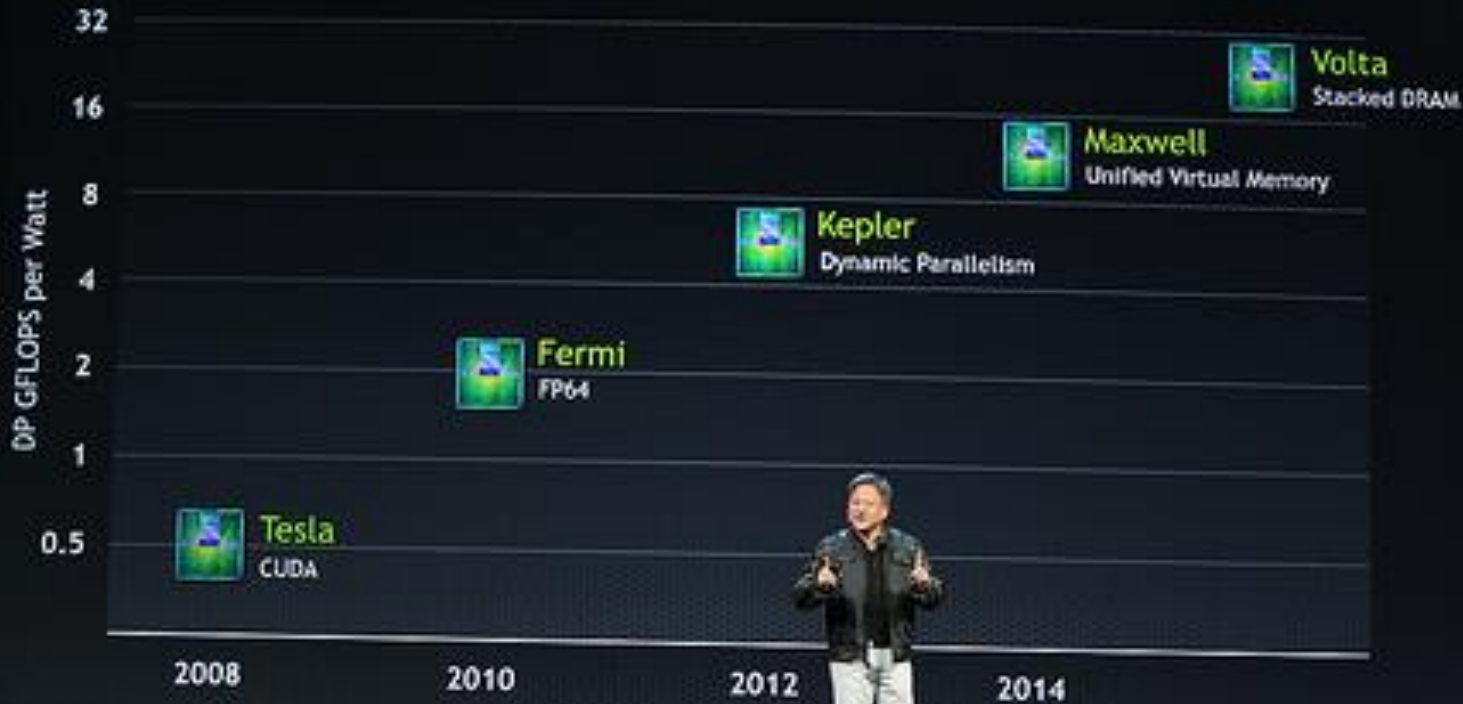 32
Volta
Stacked DRAM
16
Maxwell
Unified Virtual Memory
8
Kepler
Dynamic Parallelism
4
DP GFLOPS per Watt
Fermi
2
FP64
1
Tesla
0.5
CUDA
2008
2010
2012
2014